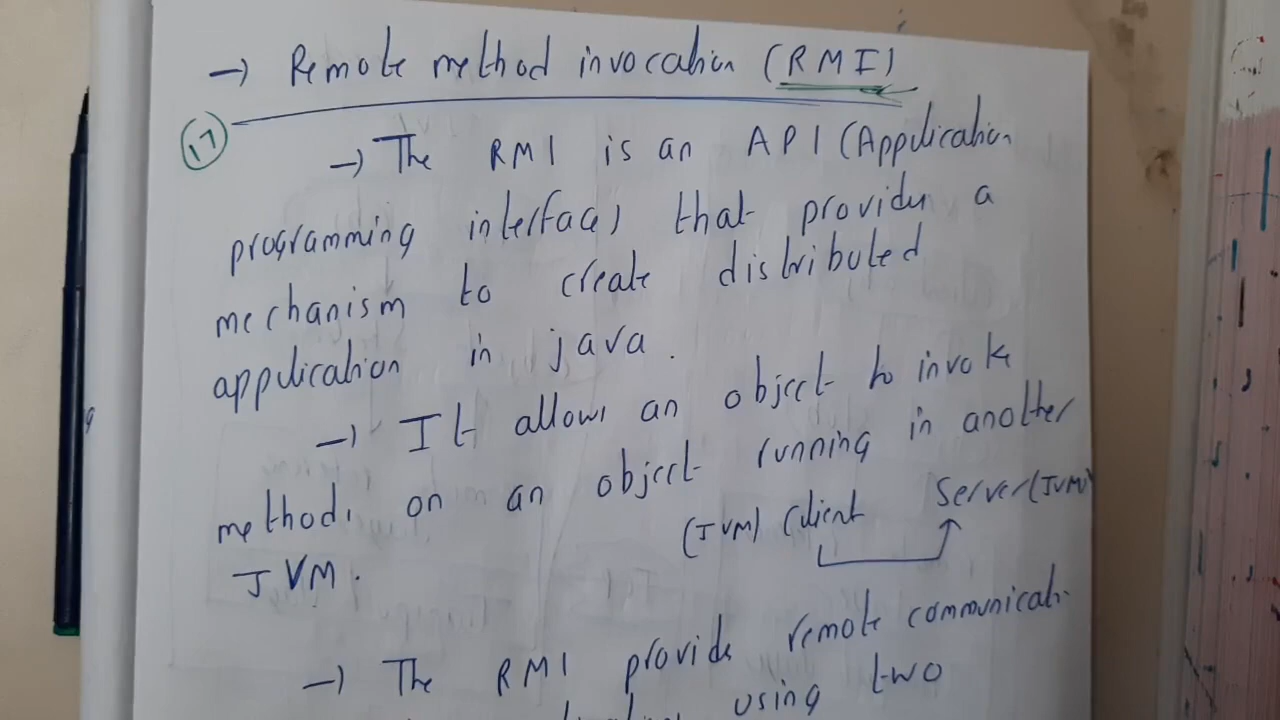 → Remote method invocation (RMI)
17
→ The RMI is an API (Application
programming interface) that provides a
mechanism to create distributed
application in java.
→ It allows an object to invoke
methods on an object running in another
JVM.
(JVM) Client Server (JVM)
→ The RMI provide remote communicati
using two